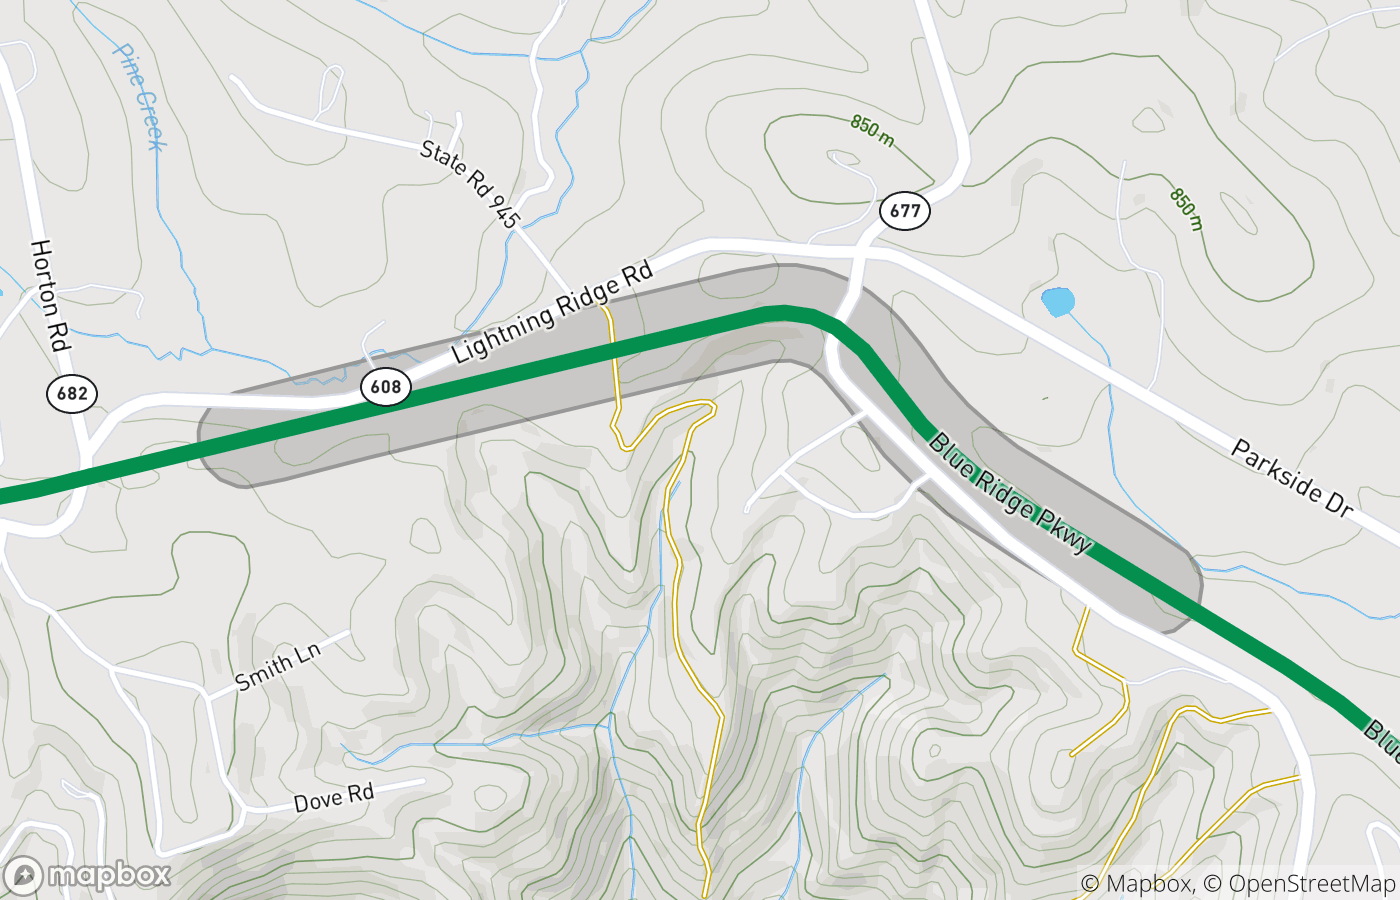 Pine Creek
State Rd 945
850 m
850 m
677
Horton Rd
Lightning Ridge Rd
682
608
Parkside Dr
Blue Ridge Pkwy
Smith Ln
Blue
Dove Rd
mapbox
© Mapbox, © OpenStreetMap